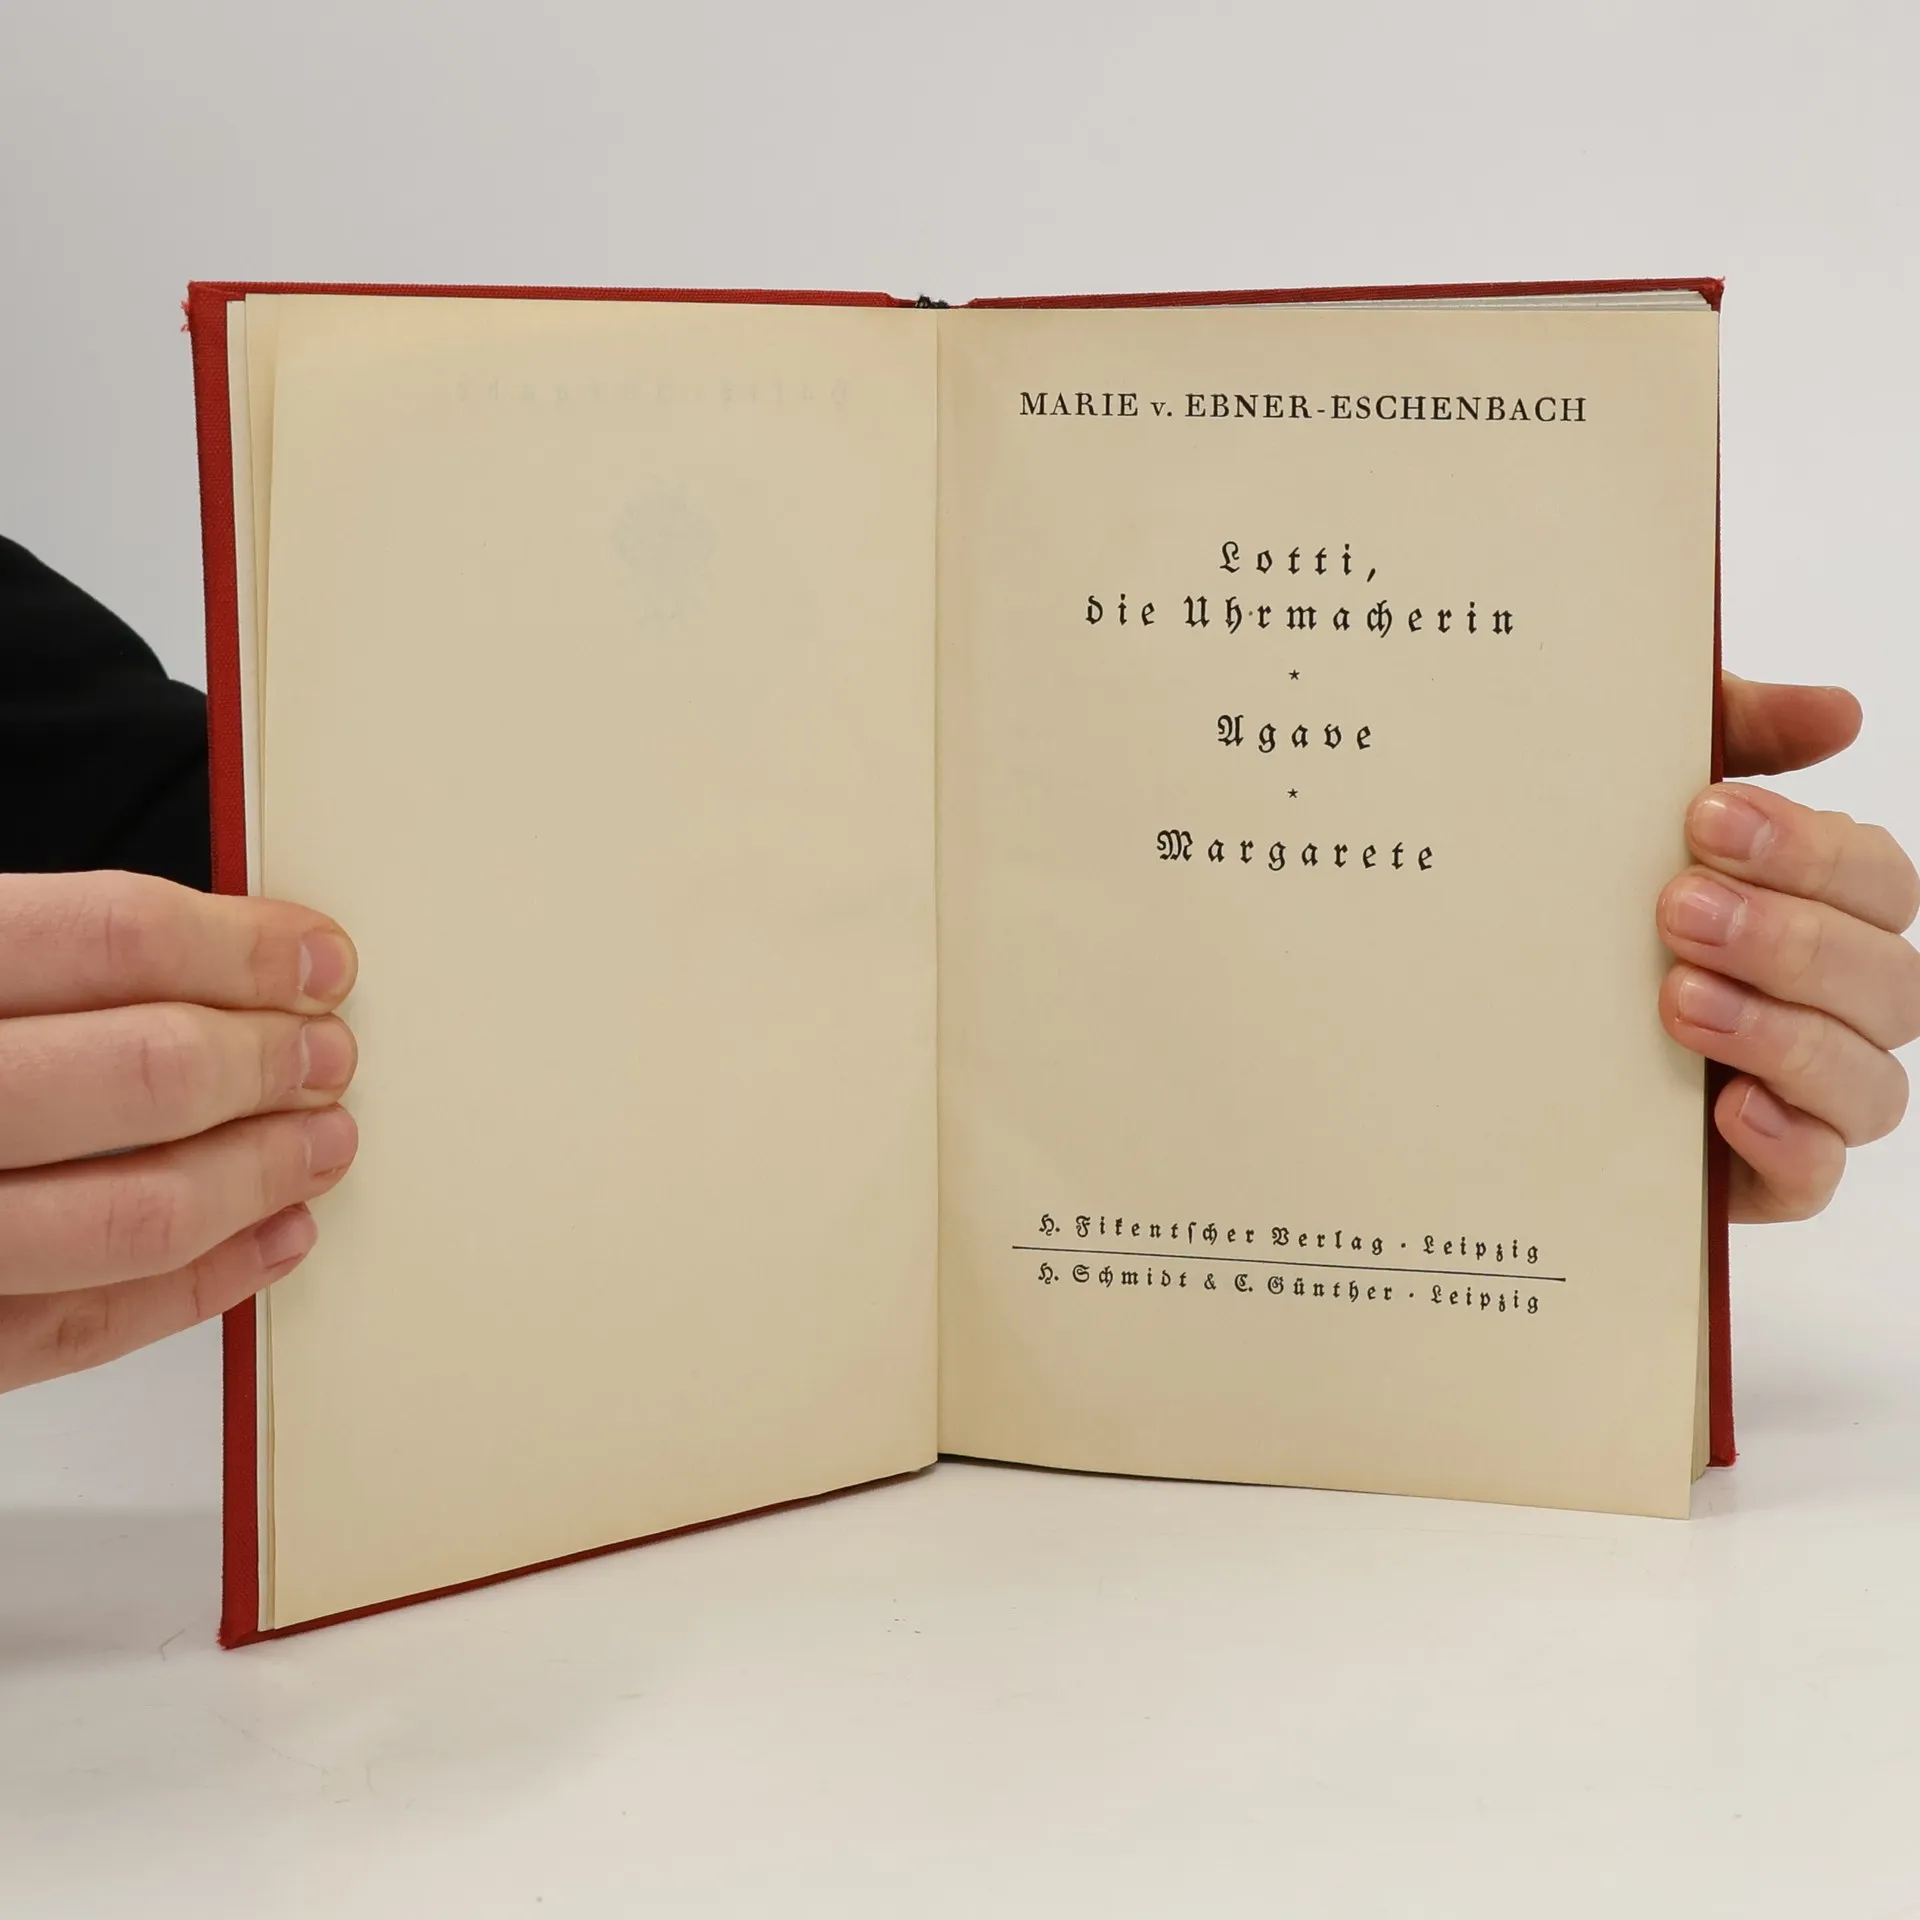 MARIE v. EBNER-ESCHENBACH
Lotti,
die Uhrmacherin
*
Agave
*
Margarete
H. Fikentſcher Verlag · Leipzig
H. Schmidt & C. Günther · Leipzig